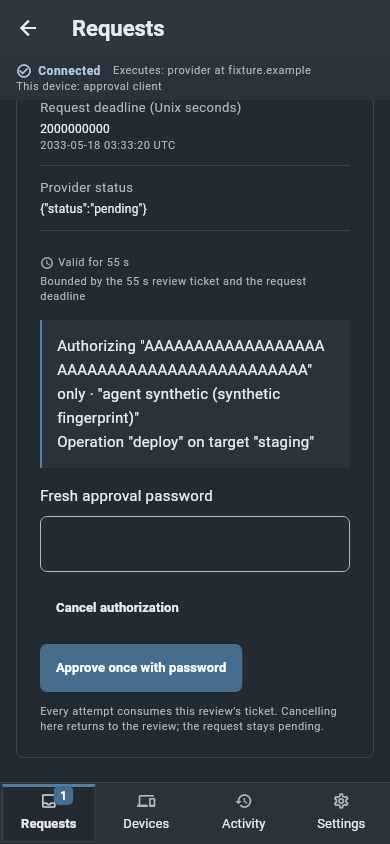 Requests
Connected Executes: provider at fixture.example
This device: approval client
Request deadline (Unix seconds)
2000000000
2033-05-18 03:33:20 UTC
Provider status
{"status":"pending"}
Valid for 55 s
Bounded by the 55 s review ticket and the request
deadline
Authorizing "AAAAAAAAAAAAAAAAAA
AAAAAAAAAAAAAAAAAAAAAAAAA"
only · "agent synthetic (synthetic
fingerprint)"
Operation "deploy" on target "staging"
Fresh approval password
Cancel authorization
Approve once with password
Every attempt consumes this review's ticket. Cancelling
here returns to the review; the request stays pending.
1
Requests Devices Activity Settings